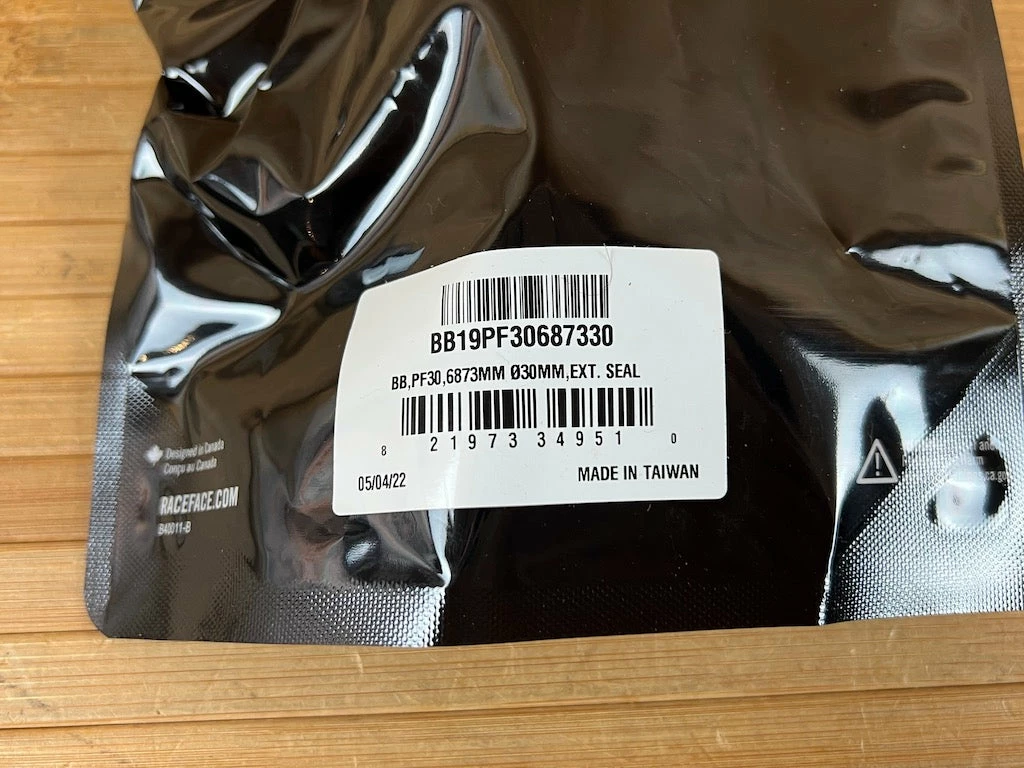 BB19PF30687330
BB,PF30,6873MM Ø30MM,EXT. SEAL
8 21973 34951 0
05/04/22
MADE IN TAIWAN
Designed in Canada
Conçu au Canada
RACEFACE.COM
B40011-B